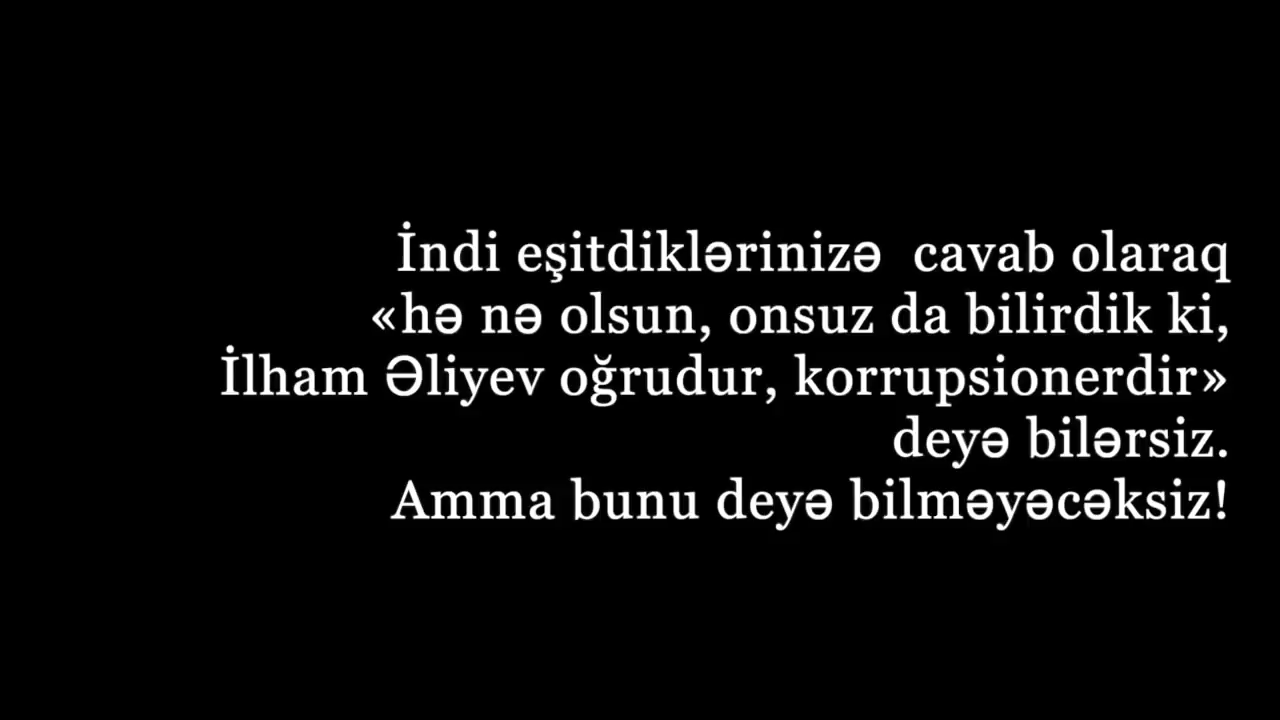 İndi eşitdiklərinizə cavab olaraq
«hə nə olsun, onsuz da bilirdik ki,
İlham Əliyev oğrudur, korrupsionerdir»
deyə bilərsiz.
Amma bunu deyə bilməyəcəksiz!